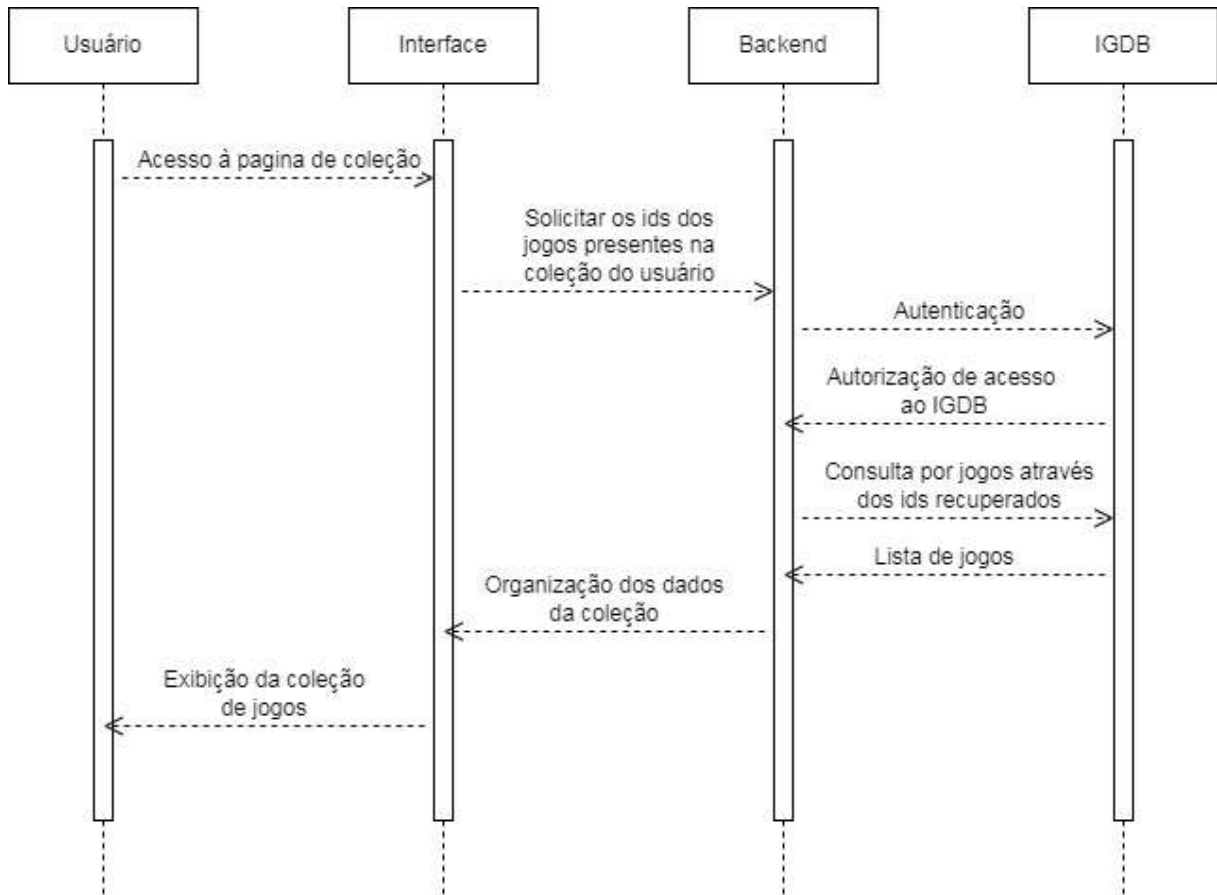 Usuário
Interface
Backend
IGDB
Acesso à pagina de coleção
Solicitar os ids dos
jogos presentes na
coleção do usuário
Autenticação
Autorização de acesso
ao IGDB
Consulta por jogos através
dos ids recuperados
Lista de jogos
Organização dos dados
da coleção
Exibição da coleção
de jogos